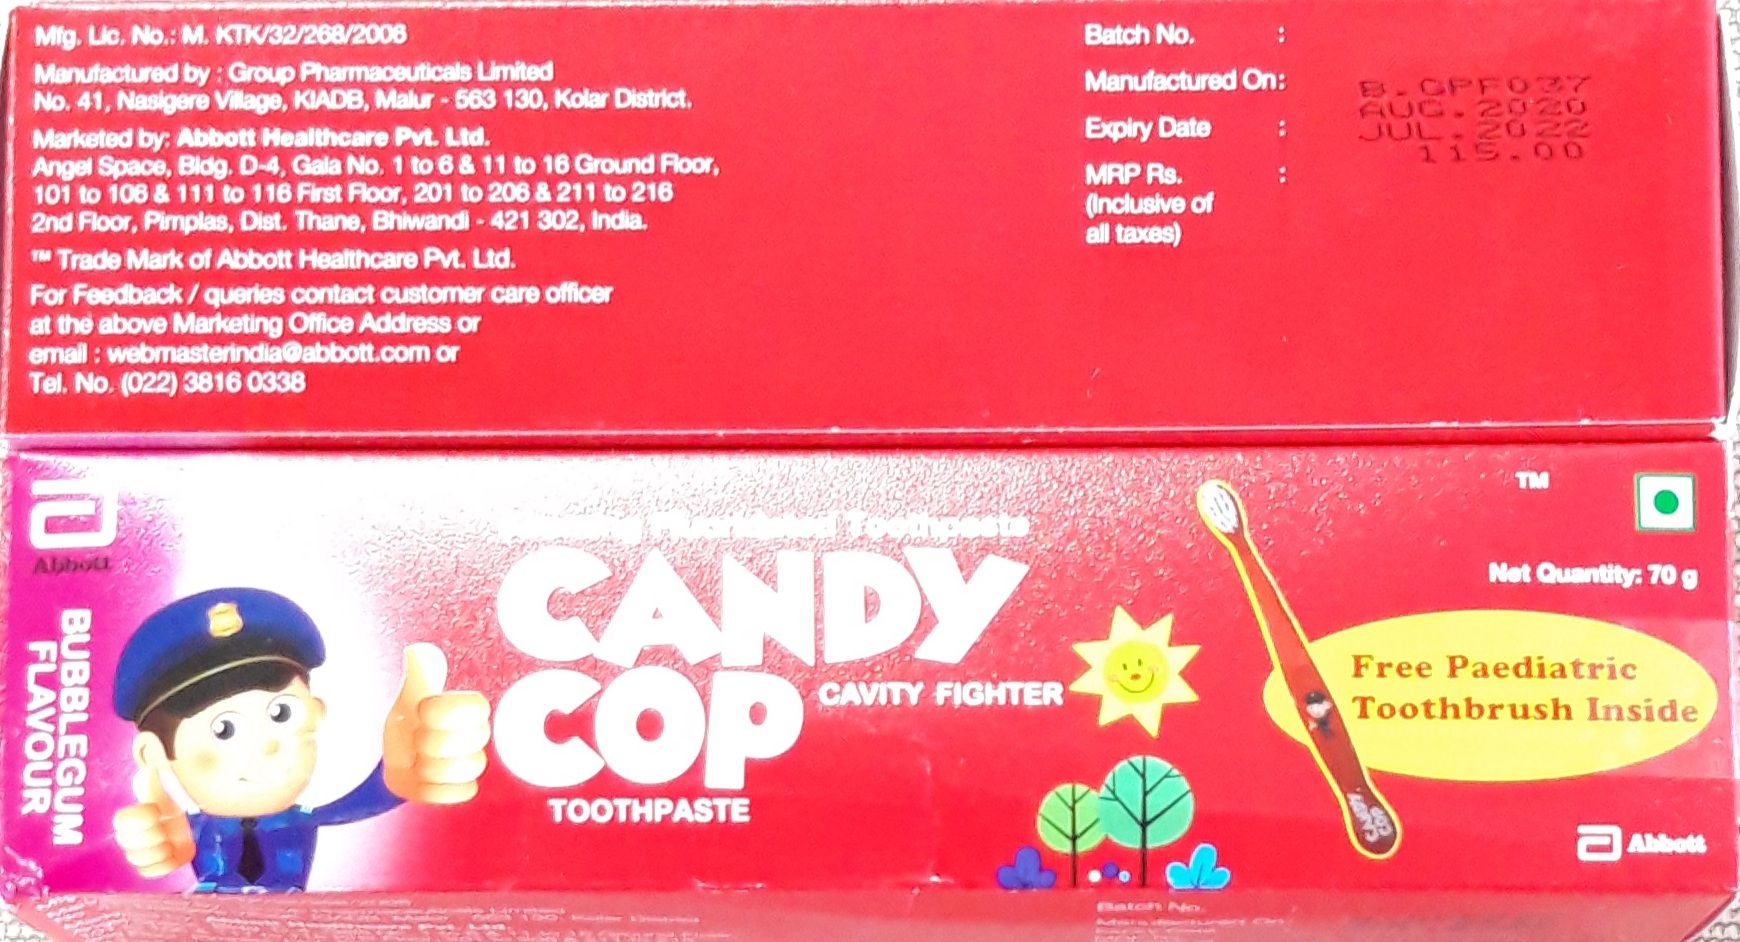 Mfg. Lic. No.: M. KTK/32/268/2006
Manufactured by : Group Pharmaceuticals Limited
No. 41, Nasigere Village, KIADB, Malur - 563 130, Kolar District.
Marketed by: Abbott Healthcare Pvt. Ltd.
Angel Space, Bldg. D-4, Gala No. 1 to 6 & 11 to 16 Ground Floor,
101 to 106 & 111 to 116 First Floor, 201 to 206 & 211 to 216
2nd Floor, Pimplas, Dist. Thane, Bhiwandi - 421 302, India.
™ Trade Mark of Abbott Healthcare Pvt. Ltd.
For Feedback / queries contact customer care officer
at the above Marketing Office Address or
email : webmasterindia@abbott.com or
Tel. No. (022) 3816 0338
Batch No. :
Manufactured On:
Expiry Date :
MRP Rs. :
(Inclusive of
all taxes)
B.CPF037
AUG.2020
JUL.2022
115.00
Abbott
BUBBLEGUM
FLAVOUR
Toothpaste
CANDY
COP
CAVITY FIGHTER
TOOTHPASTE
TM
Net Quantity: 70 g
Free Paediatric
Toothbrush Inside
Abbott
Batch No.